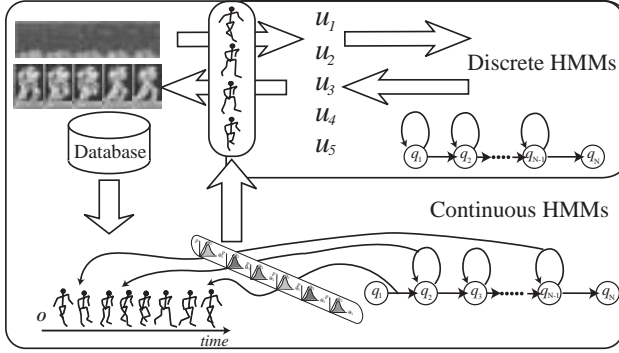 u1
u2
u3
u4
u5
Discrete HMMs
q1 q2 qN-1 qN
Database
Continuous HMMs
q1 q2 q3 qN-1 qN
o
time